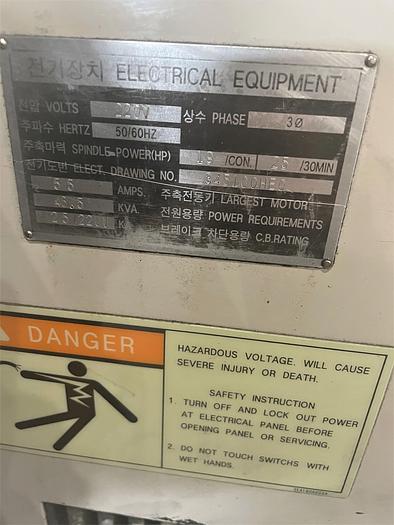 전기장치 ELECTRICAL EQUIPMENT
전압 VOLTS 220V 상수 PHASE 3Ø
주파수 HERTZ 50/60HZ
주축마력 SPINDLE-POWER(HP) /CON. /30MIN
전기도번 ELECT. DRAWING NO.
AMPS. 주축전동기 LARGEST MOTOR
KVA. 전원용량 POWER REQUIREMENTS
브레이크 차단용량 C.B.RATING
DANGER
HAZARDOUS VOLTAGE. WILL CAUSE
SEVERE INJURY OR DEATH.
SAFETY INSTRUCTION
1. TURN OFF AND LOCK OUT POWER
AT ELECTRICAL PANEL BEFORE
OPENING PANEL OR SERVICING.
2. DO NOT TOUCH SWITCHS WITH
WET HANDS.